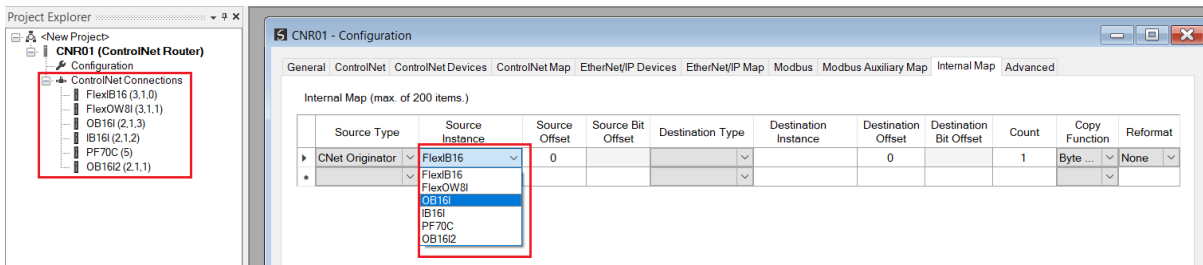 Project Explorer
<New Project>
CNR01 (ControlNet Router)
Configuration
ControlNet Connections
FlexIB16 (3,1,0)
FlexOW8I (3,1,1)
OB16I (2,1,3)
IB16I (2,1,2)
PF70C (5)
OB16I2 (2,1,1)
CNR01 - Configuration
General ControlNet ControlNet Devices ControlNet Map EtherNet/IP Devices EtherNet/IP Map Modbus Modbus Auxiliary Map Internal Map Advanced
Internal Map (max. of 200 items.)
Source Type Source Instance Source Offset Source Bit Offset Destination Type Destination Instance Destination Offset Destination Bit Offset Count Copy Function Reformat
CNet Originator FlexIB16 0 0 1 Byte ... None
FlexIB16
FlexOW8I
OB16I
IB16I
PF70C
OB16I2